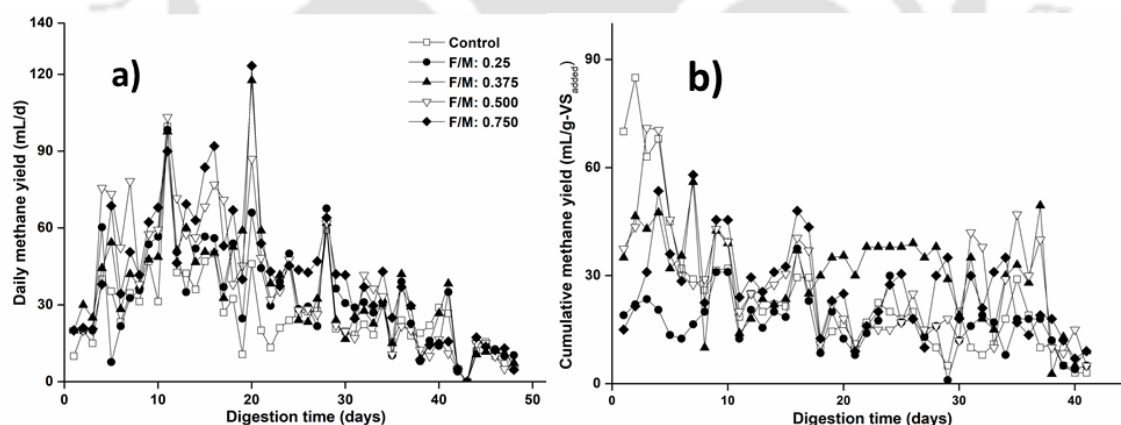 a)
Daily methane yield (mL/d)
140
120
90
60
30
0
0
10
20
30
40
50
Digestion time (days)
Control
F/M: 0.25
F/M: 0.375
F/M: 0.500
F/M: 0.750
b)
Cumulative methane yield (mL/g-VSadded)
90
60
30
0
0
10
20
30
40
Digestion time (days)